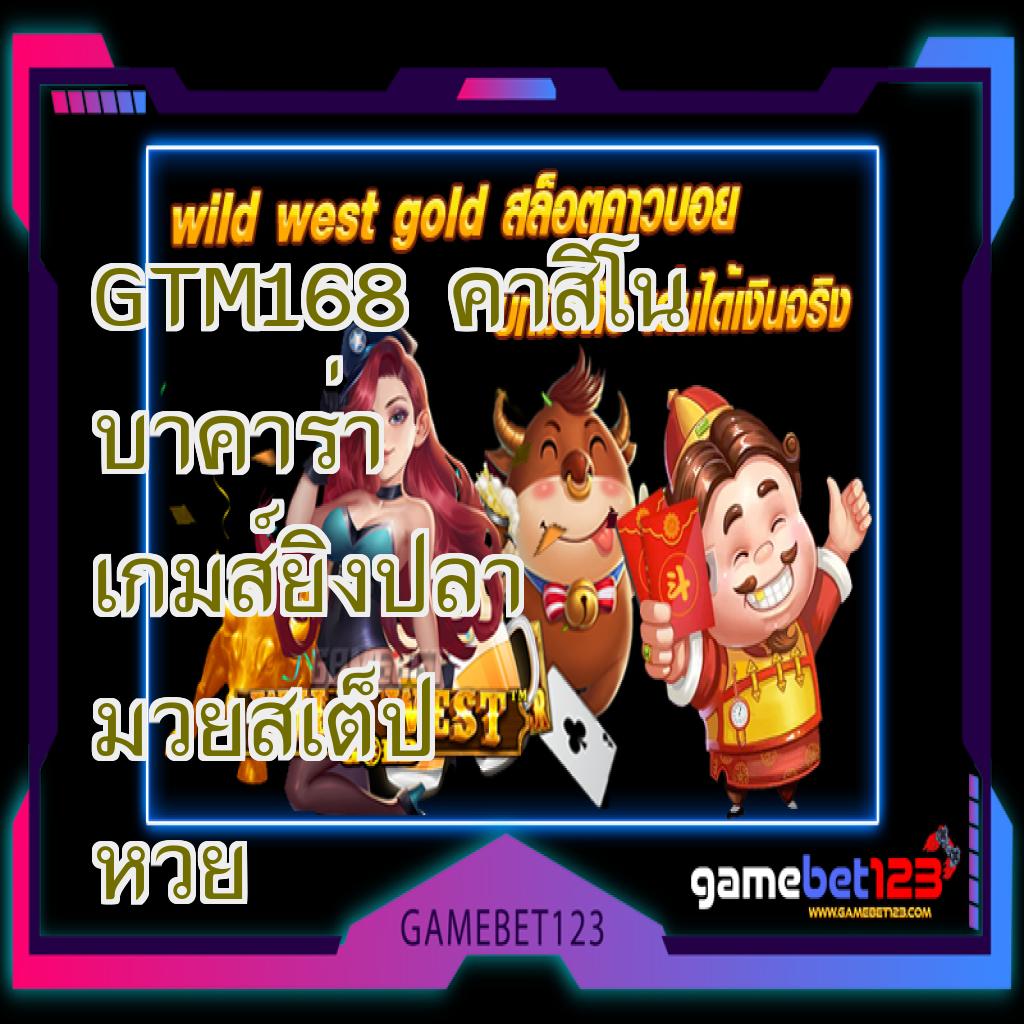 wild west gold สล็อตคาวบอย
GTM168 คาสิโน
ได้เงินจริง
บาคาร่า
เกมส์ยิงปลา
มวยสเต็ป
WEST
หวย
gamebet123
WWW.GAMEBET123.COM
GAMEBET123